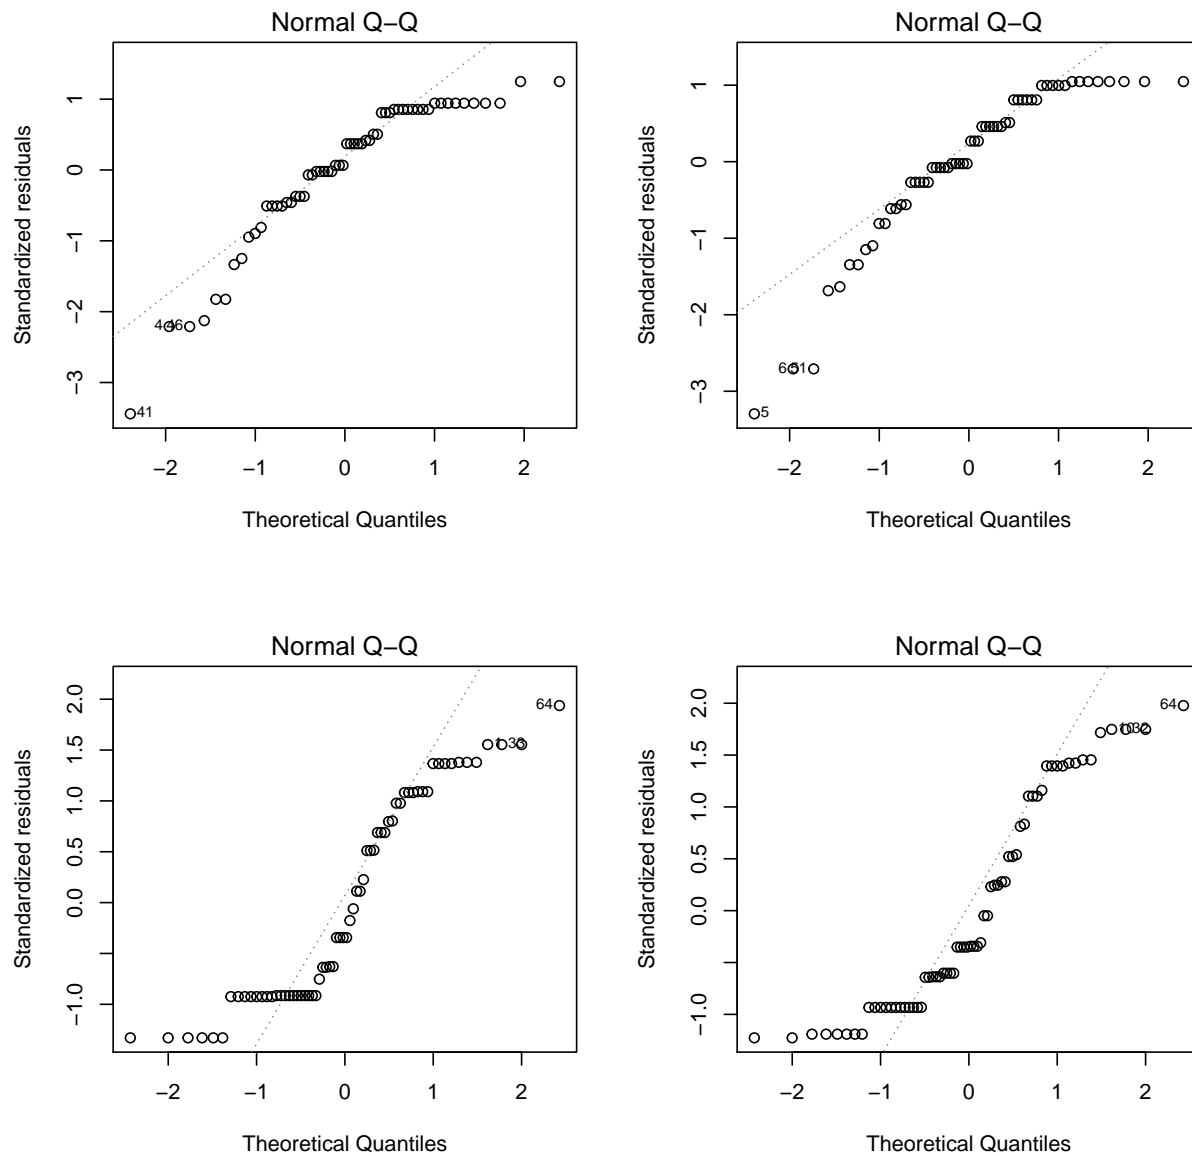 Normal Q−Q
Standardized residuals
1
0
−1
−2
−3
41
−2 −1 0 1 2
Theoretical Quantiles
Normal Q−Q
Standardized residuals
1
0
−1
−2
−3
5
−2 −1 0 1 2
Theoretical Quantiles
Normal Q−Q
Standardized residuals
2.0
1.5
1.0
0.5
0.0
−1.0
64
−2 −1 0 1 2
Theoretical Quantiles
Normal Q−Q
Standardized residuals
2.0
1.5
1.0
0.5
0.0
−1.0
64
−2 −1 0 1 2
Theoretical Quantiles